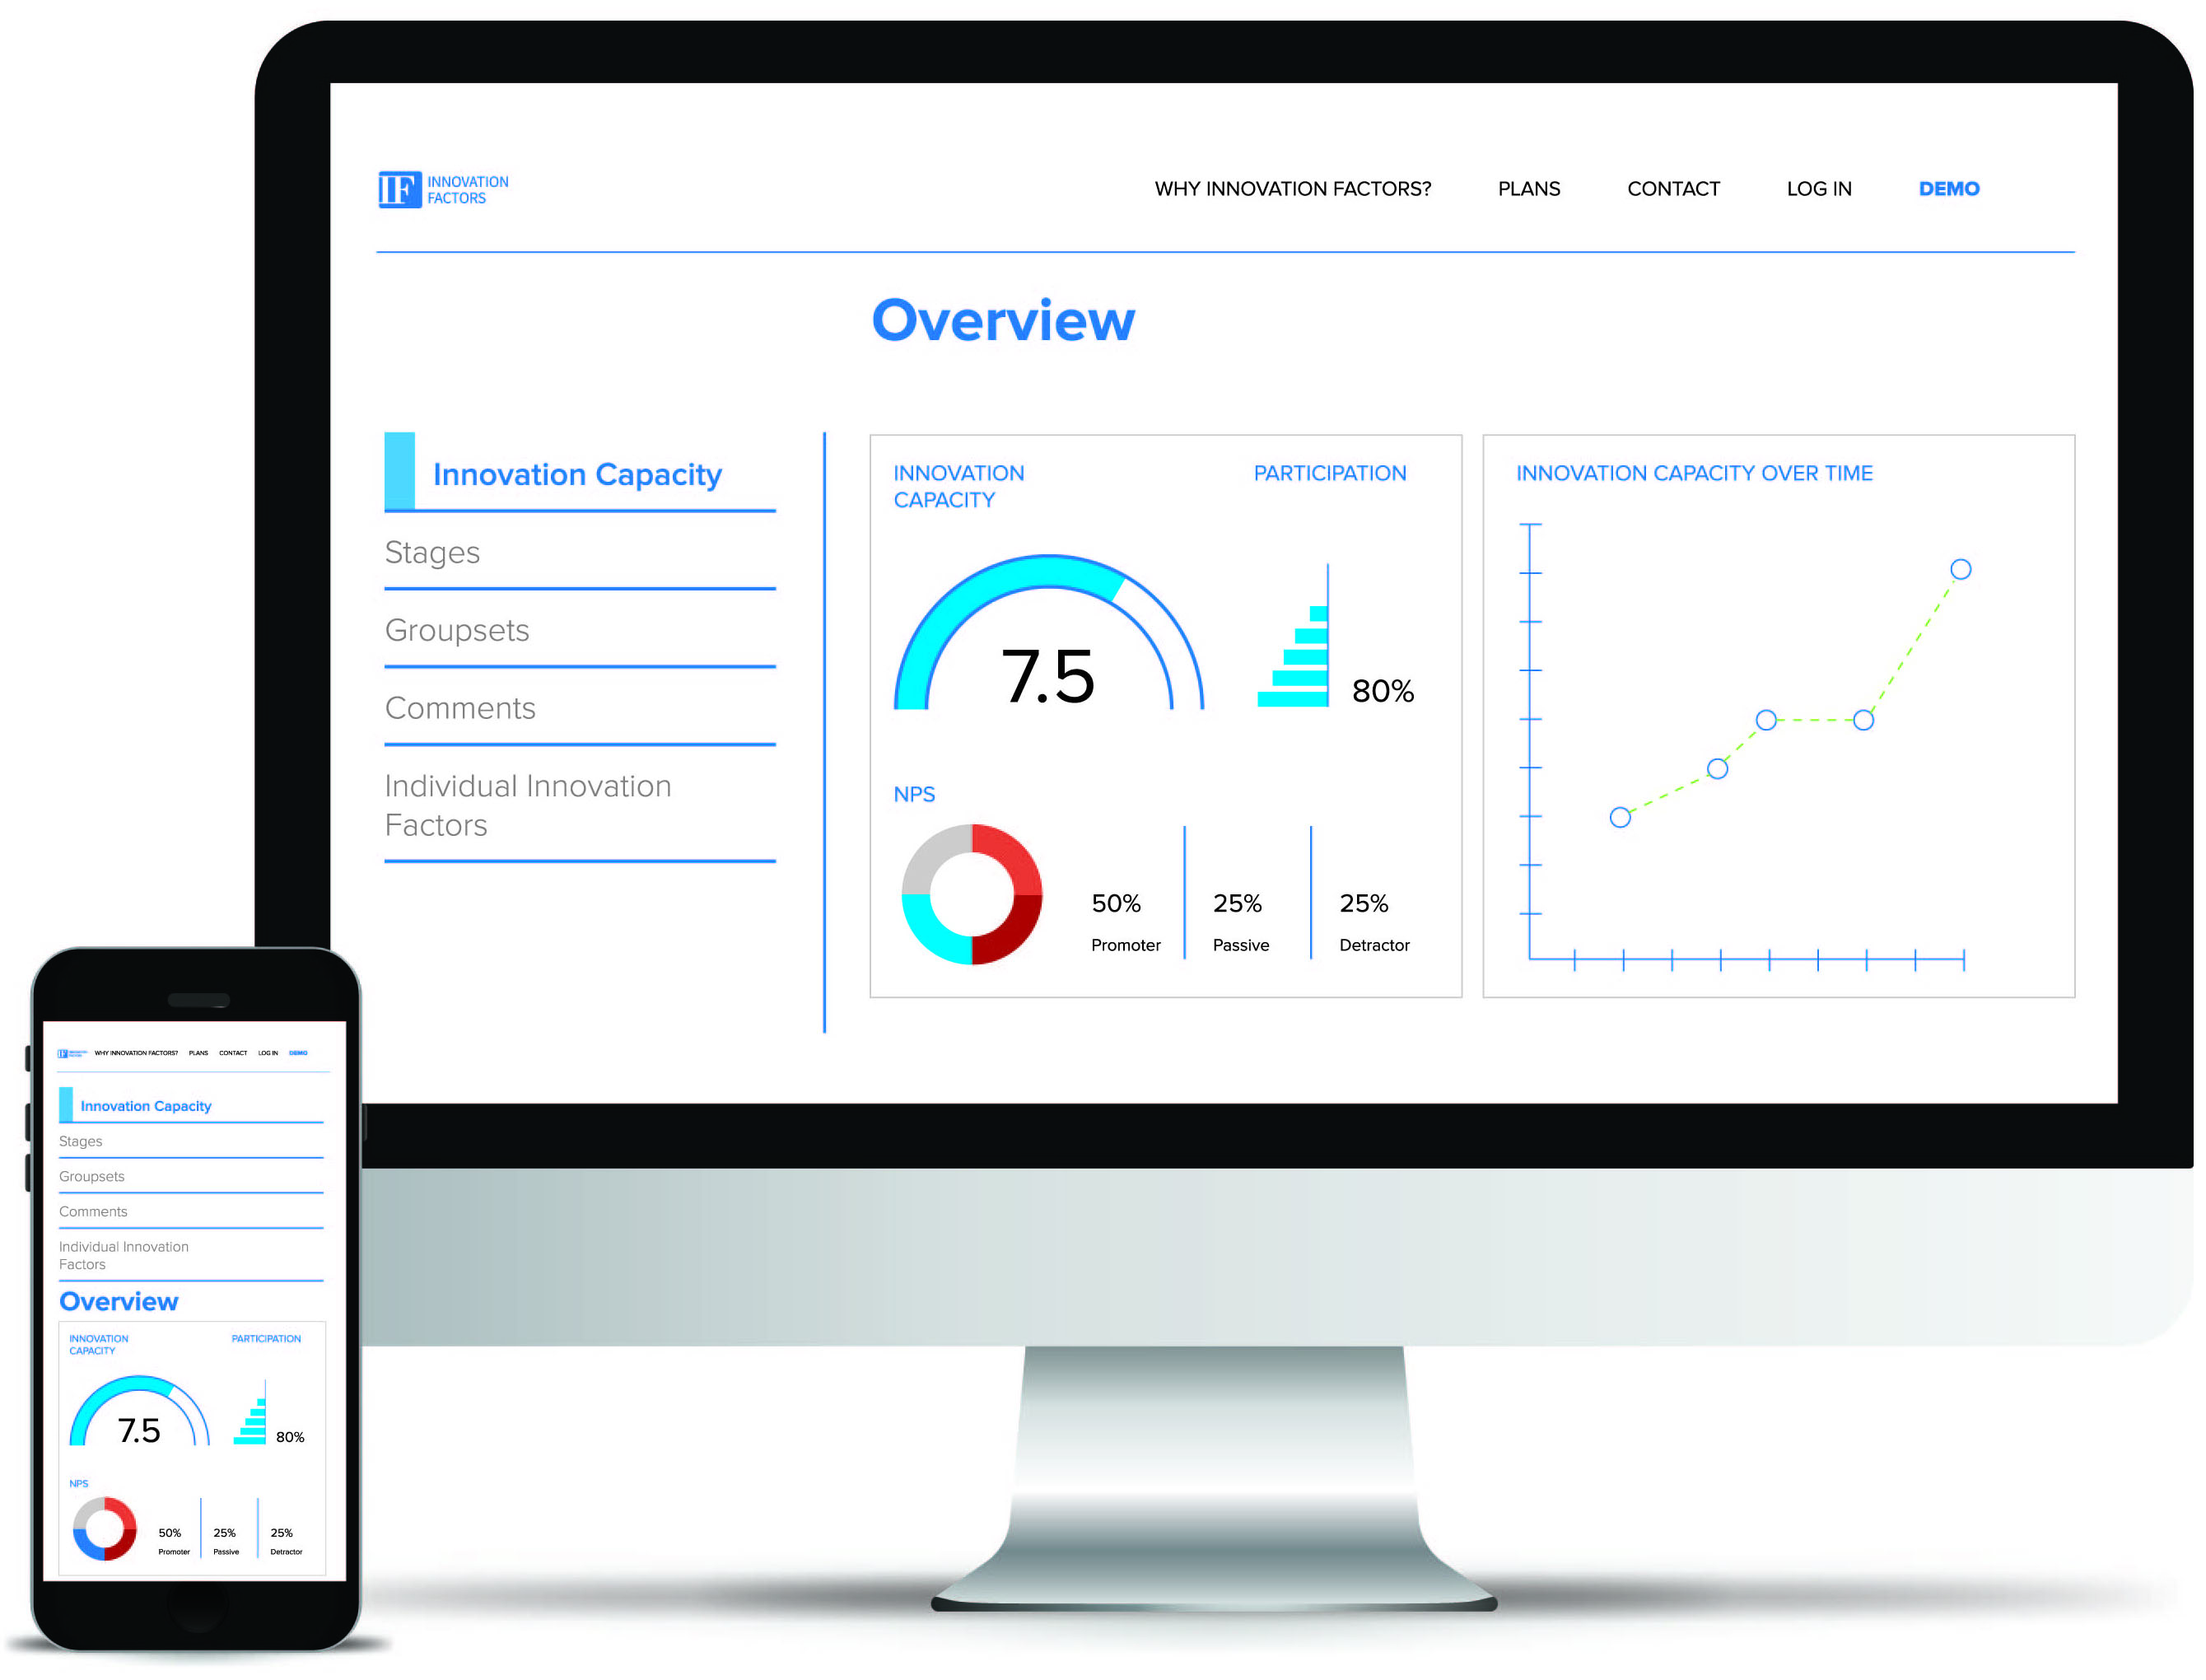 IF INNOVATION
FACTORS
WHY INNOVATION FACTORS? PLANS CONTACT LOG IN DEMO
Overview
Innovation Capacity
Stages
Groupsets
Comments
Individual Innovation
Factors
INNOVATION
CAPACITY
PARTICIPATION
7.5
80%
NPS
50%
Promoter
25%
Passive
25%
Detractor
INNOVATION CAPACITY OVER TIME
IF
WHY INNOVATION FACTORS? PLANS CONTACT LOG IN DEMO
Innovation Capacity
Stages
Groupsets
Comments
Individual Innovation
Factors
Overview
INNOVATION
CAPACITY
PARTICIPATION
7.5
80%
NPS
50%
Promoter
25%
Passive
25%
Detractor